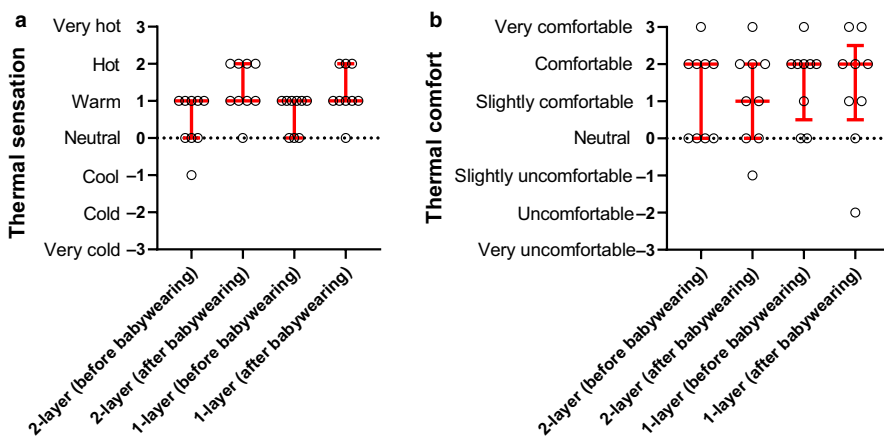 a
Thermal sensation
Very hot 3
Hot 2
Warm 1
Neutral 0
Cool –1
Cold –2
Very cold –3
2-layer (before babywearing)
2-layer (after babywearing)
1-layer (before babywearing)
1-layer (after babywearing)
b
Thermal comfort
Very comfortable 3
Comfortable 2
Slightly comfortable 1
Neutral 0
Slightly uncomfortable –1
Uncomfortable –2
Very uncomfortable –3
2-layer (before babywearing)
2-layer (after babywearing)
1-layer (before babywearing)
1-layer (after babywearing)